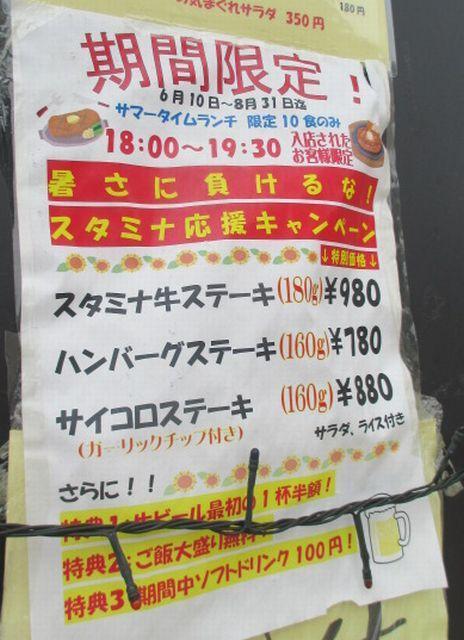 気まぐれサラダ 350円
180円
期間限定!
6月10日~8月31日迄
サマータイムランチ 限定10食のみ
18:00~19:30
入店された
お客様限定
暑さに負けるな!
スタミナ応援キャンペーン
↓特別価格↓
スタミナ牛ステーキ(180g)¥980
ハンバーグステーキ(160g)¥780
サイコロステーキ (160g)¥880
(ガーリックチップ付き)
サラダ、ライス付き
さらに!!
特典1:生ビール最初の1杯半額!
特典2:ご飯大盛り無料
特典3:期間中ソフトドリンク100円!